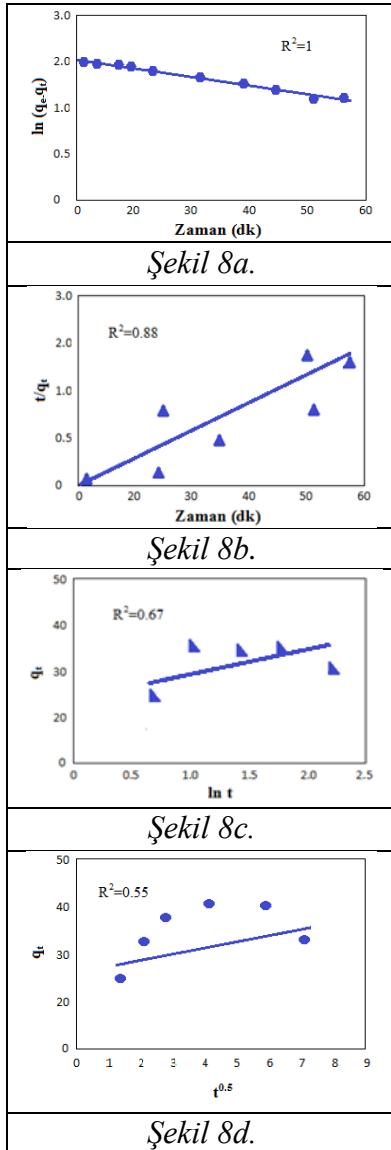 3.0
2.0
1.0
0.5
0
ln (qe-qt)
R²=1
0 10 20 30 40 50 60
Zaman (dk)
Şekil 8a.
3.0
2.0
1.0
0.5
0
t/qt
R²=0.88
0 10 20 30 40 50 60
Zaman (dk)
Şekil 8b.
50
40
30
20
0
qt
R²=0.67
0 0.5 1.0 1.5 2.0 2.5
ln t
Şekil 8c.
50
40
30
20
0
qt
R²=0.55
0 1 2 3 4 5 6 7 8 9
t^0.5
Şekil 8d.